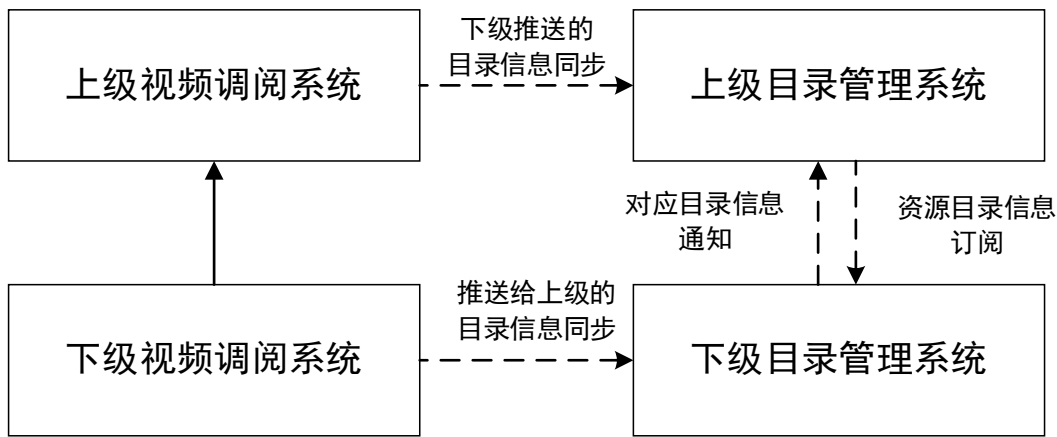 上级视频调阅系统
下级推送的
目录信息同步
上级目录管理系统
对应目录信息
通知
资源目录信息
订阅
下级视频调阅系统
推送给上级的
目录信息同步
下级目录管理系统